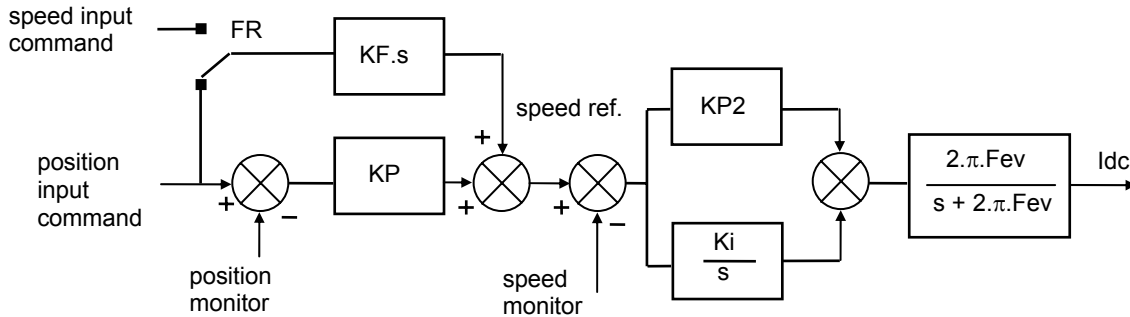 speed input
command
FR
KF.s
speed ref.
+
+
+
+
−
+
−
position
input
command
KP
KP2
position
monitor
speed
monitor
Ki
s
2.π.Fev
s + 2.π.Fev
Idc